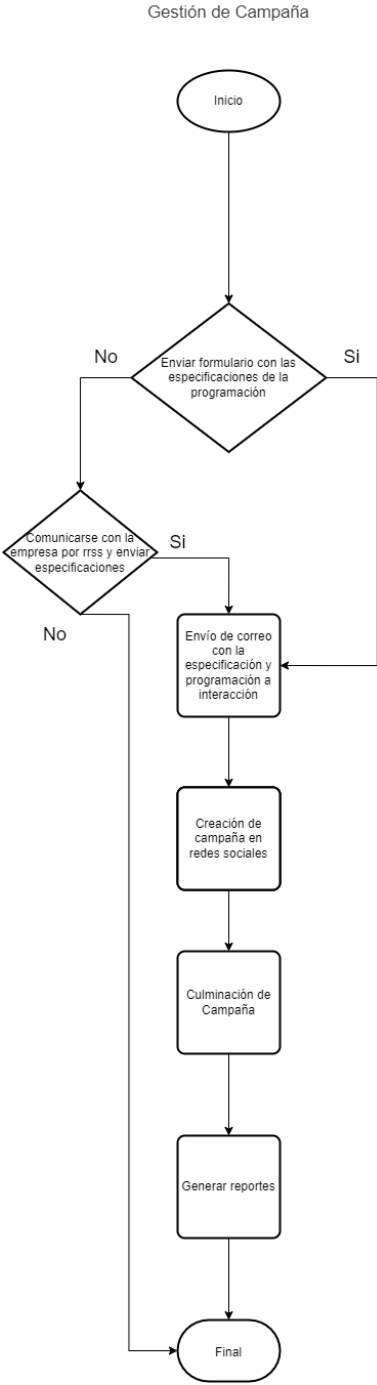 Gestión de Campaña
Inicio
No
Si
Enviar formulario con las
especificaciones de la
programación
Comunicarse con la
empresa por rrss y enviar
especificaciones
Si
No
Envío de correo
con la
especificación y
programación a
interacción
Creación de
campaña en
redes sociales
Culminación de
Campaña
Generar reportes
Final